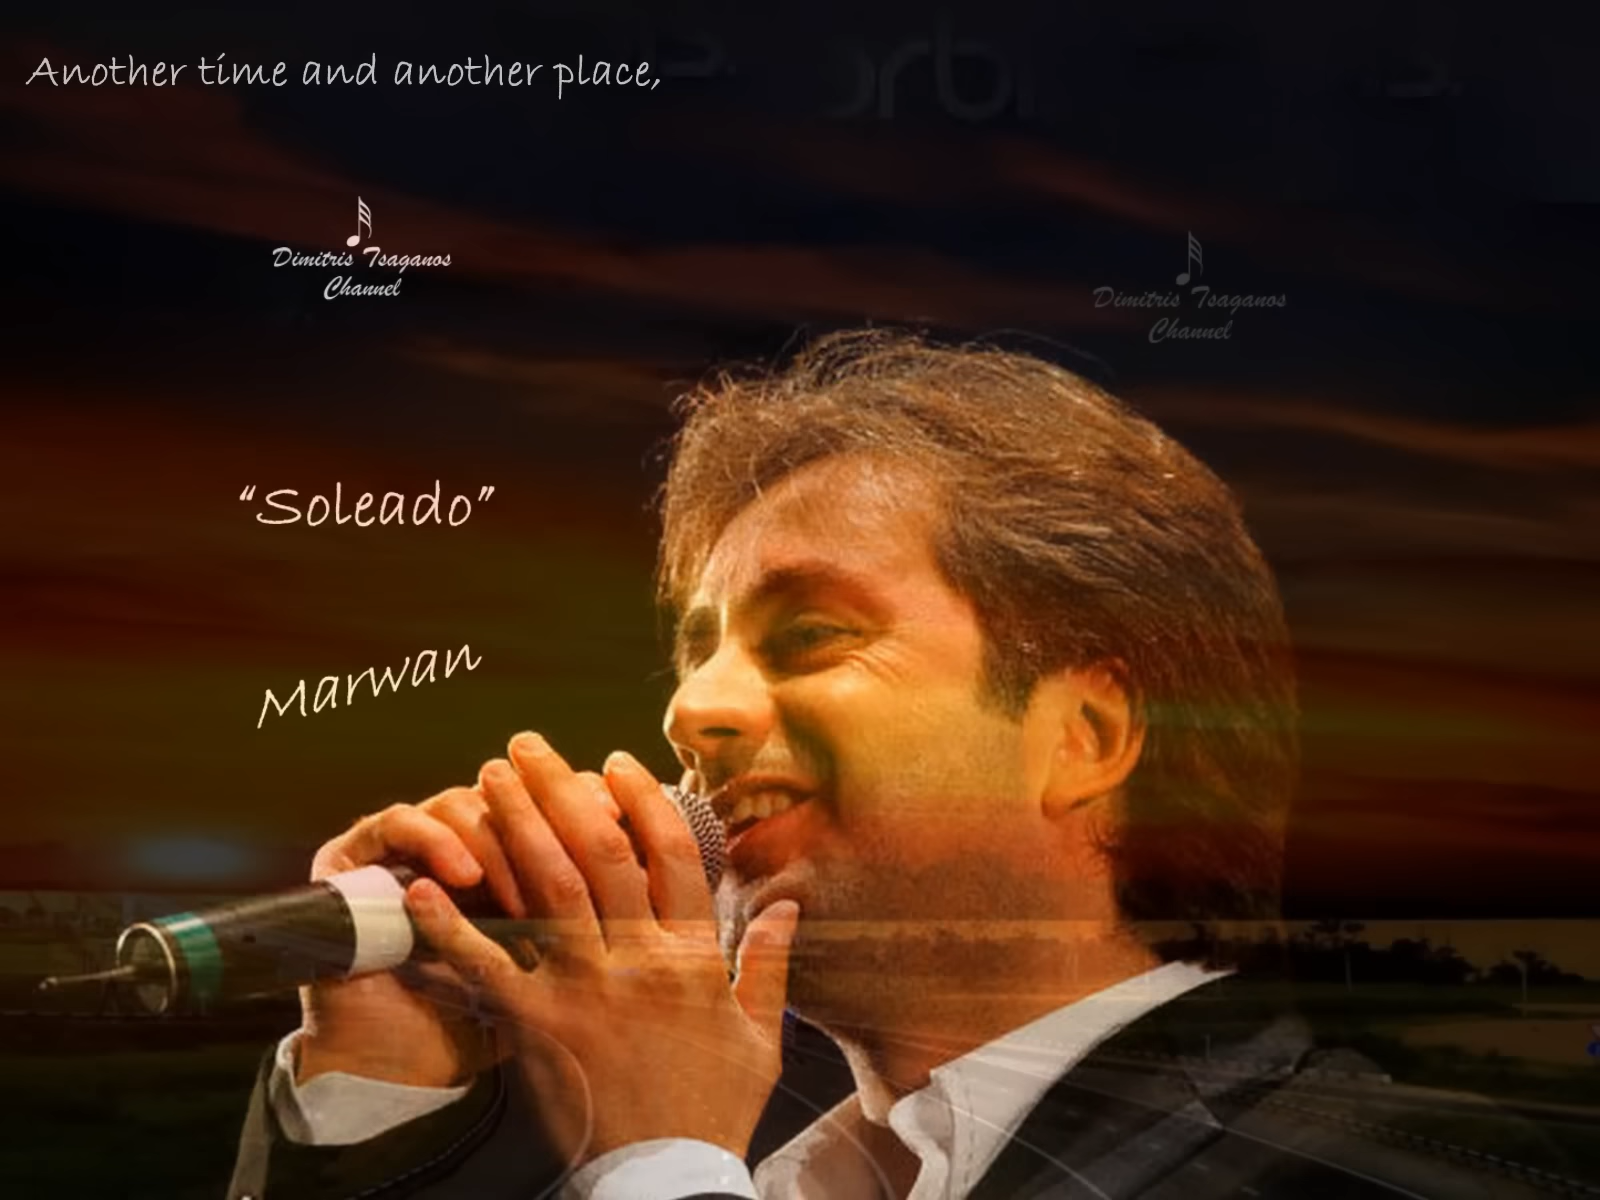 Another time and another place,
Dimitris Tsaganos
Channel
Dimitris Tsaganos
Channel
“Soleado”
Marwan